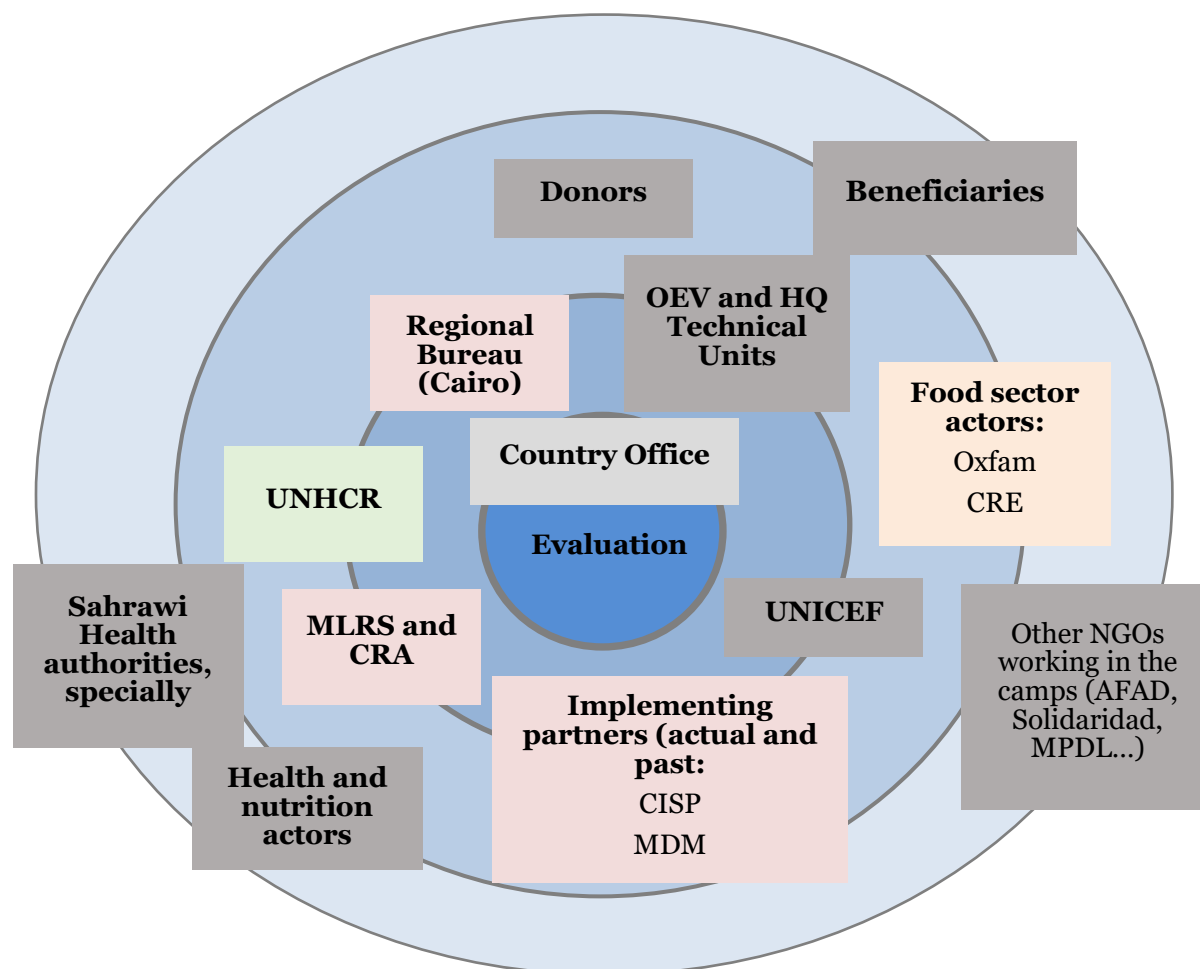 Donors
Beneficiaries
OEV and HQ
Technical
Units
Regional
Bureau
(Cairo)
Food sector
actors:
Oxfam
CRE
Country Office
UNHCR
Evaluation
Sahrawi
Health
authorities,
specially
MLRS and
CRA
UNICEF
Other NGOs
working in the
camps (AFAD,
Solidaridad,
MPDL...)
Implementing
partners (actual and
past:
CISP
MDM
Health and
nutrition
actors